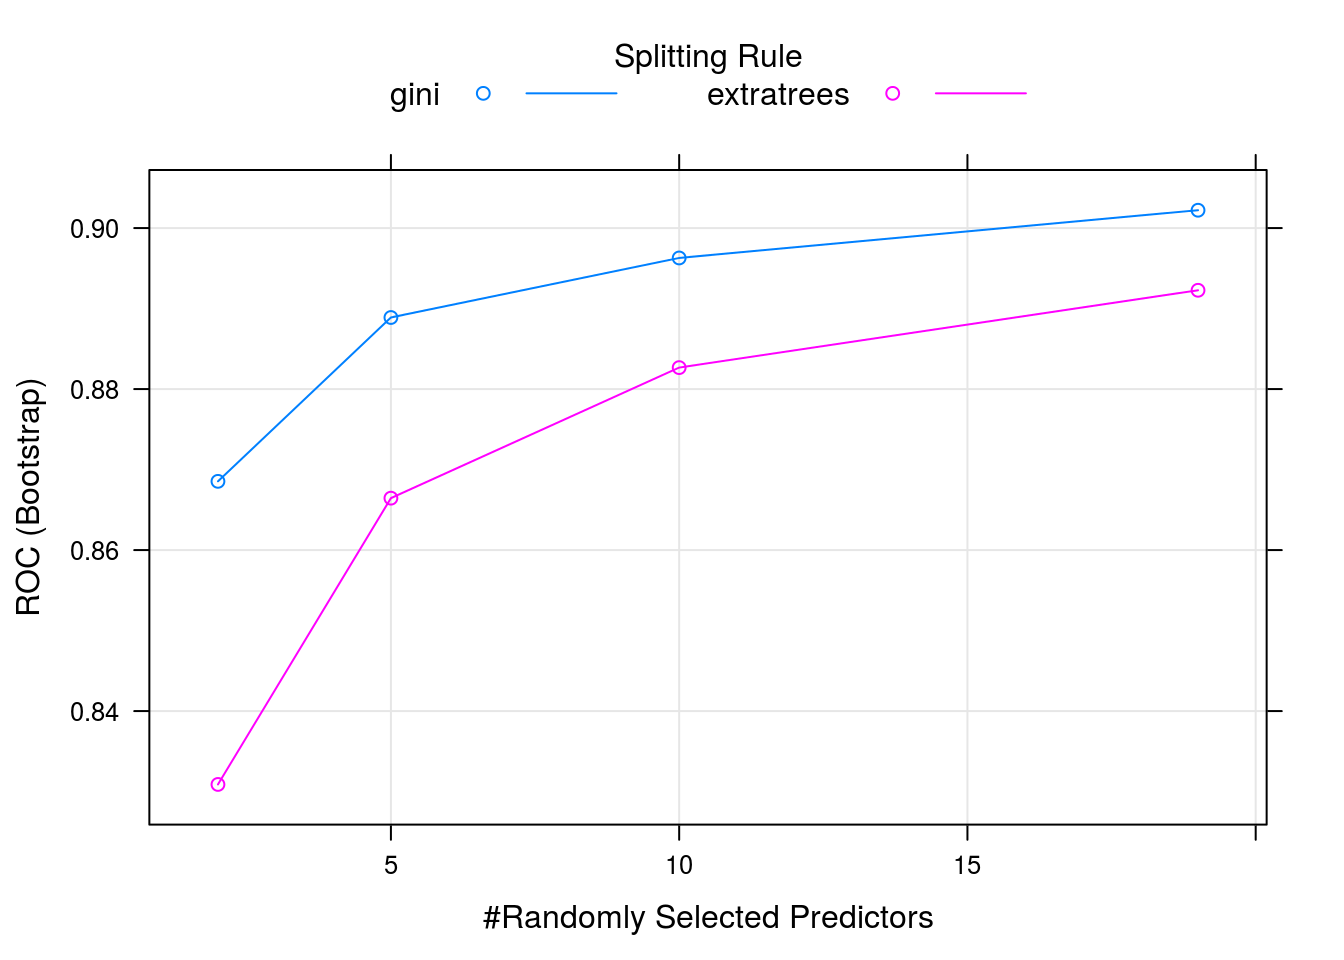 Splitting Rule
gini extratrees
0.90
0.88
0.86
0.84
ROC (Bootstrap)
5 10 15
#Randomly Selected Predictors